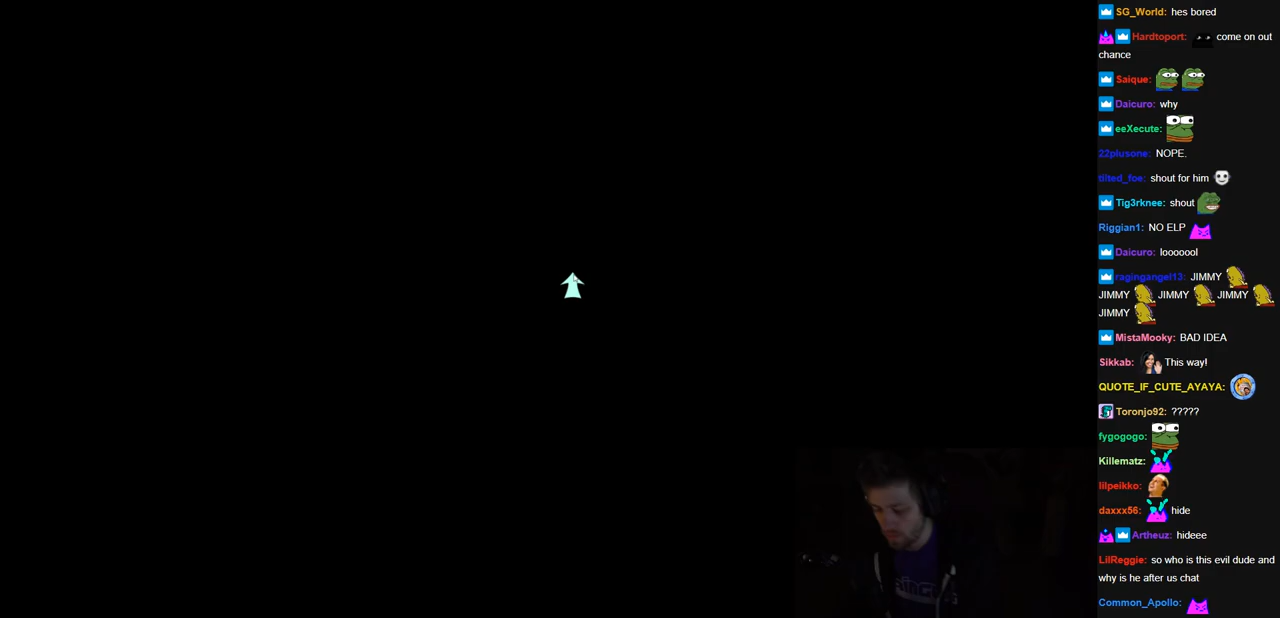 SG_World: hes bored
Hardtoport: come on out
chance
Saique:
Daicuro: why
eeXecute:
22plusone: NOPE.
tilted_foe: shout for him
Tig3rknee: shout
Riggian1: NO ELP
Daicuro: looooool
ragingangel13: JIMMY
JIMMY JIMMY JIMMY
JIMMY
MistaMooky: BAD IDEA
Sikkab: This way!
QUOTE_IF_CUTE_AYAYA:
Toronjo92: ?????
fygogogo:
Killematz:
lilpeikko:
daxxx56: hide
Artheuz: hideee
LilReggie: so who is this evil dude and
why is he after us chat
Common_Apollo: